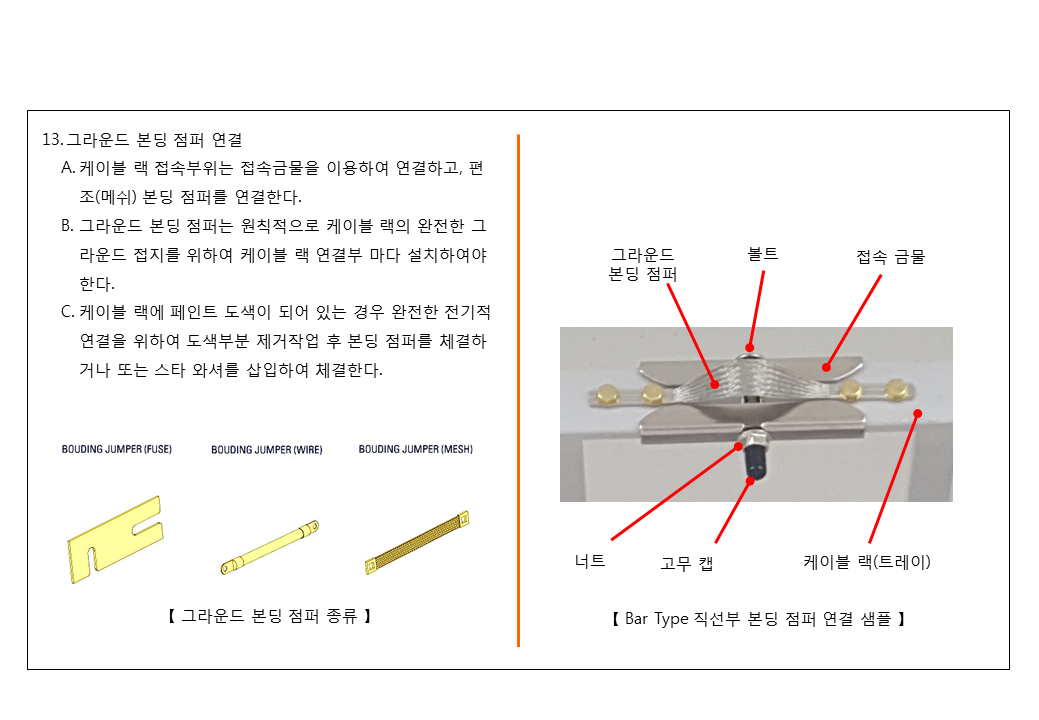 13. 그라운드 본딩 점퍼 연결
A. 케이블 랙 접속부위는 접속금물을 이용하여 연결하고, 편
조(메쉬) 본딩 점퍼를 연결한다.
B. 그라운드 본딩 점퍼는 원칙적으로 케이블 랙의 완전한 그
라운드 접지를 위하여 케이블 랙 연결부 마다 설치하여야
한다.
C. 케이블 랙에 페인트 도색이 되어 있는 경우 완전한 전기적
연결을 위하여 도색부분 제거작업 후 본딩 점퍼를 체결하
거나 또는 스타 와셔를 삽입하여 체결한다.
BOUDING JUMPER (FUSE)
BOUDING JUMPER (WIRE)
BOUDING JUMPER (MESH)
【 그라운드 본딩 점퍼 종류 】
그라운드
본딩 점퍼
볼트
접속 금물
너트
고무 캡
케이블 랙(트레이)
【 Bar Type 직선부 본딩 점퍼 연결 샘플 】